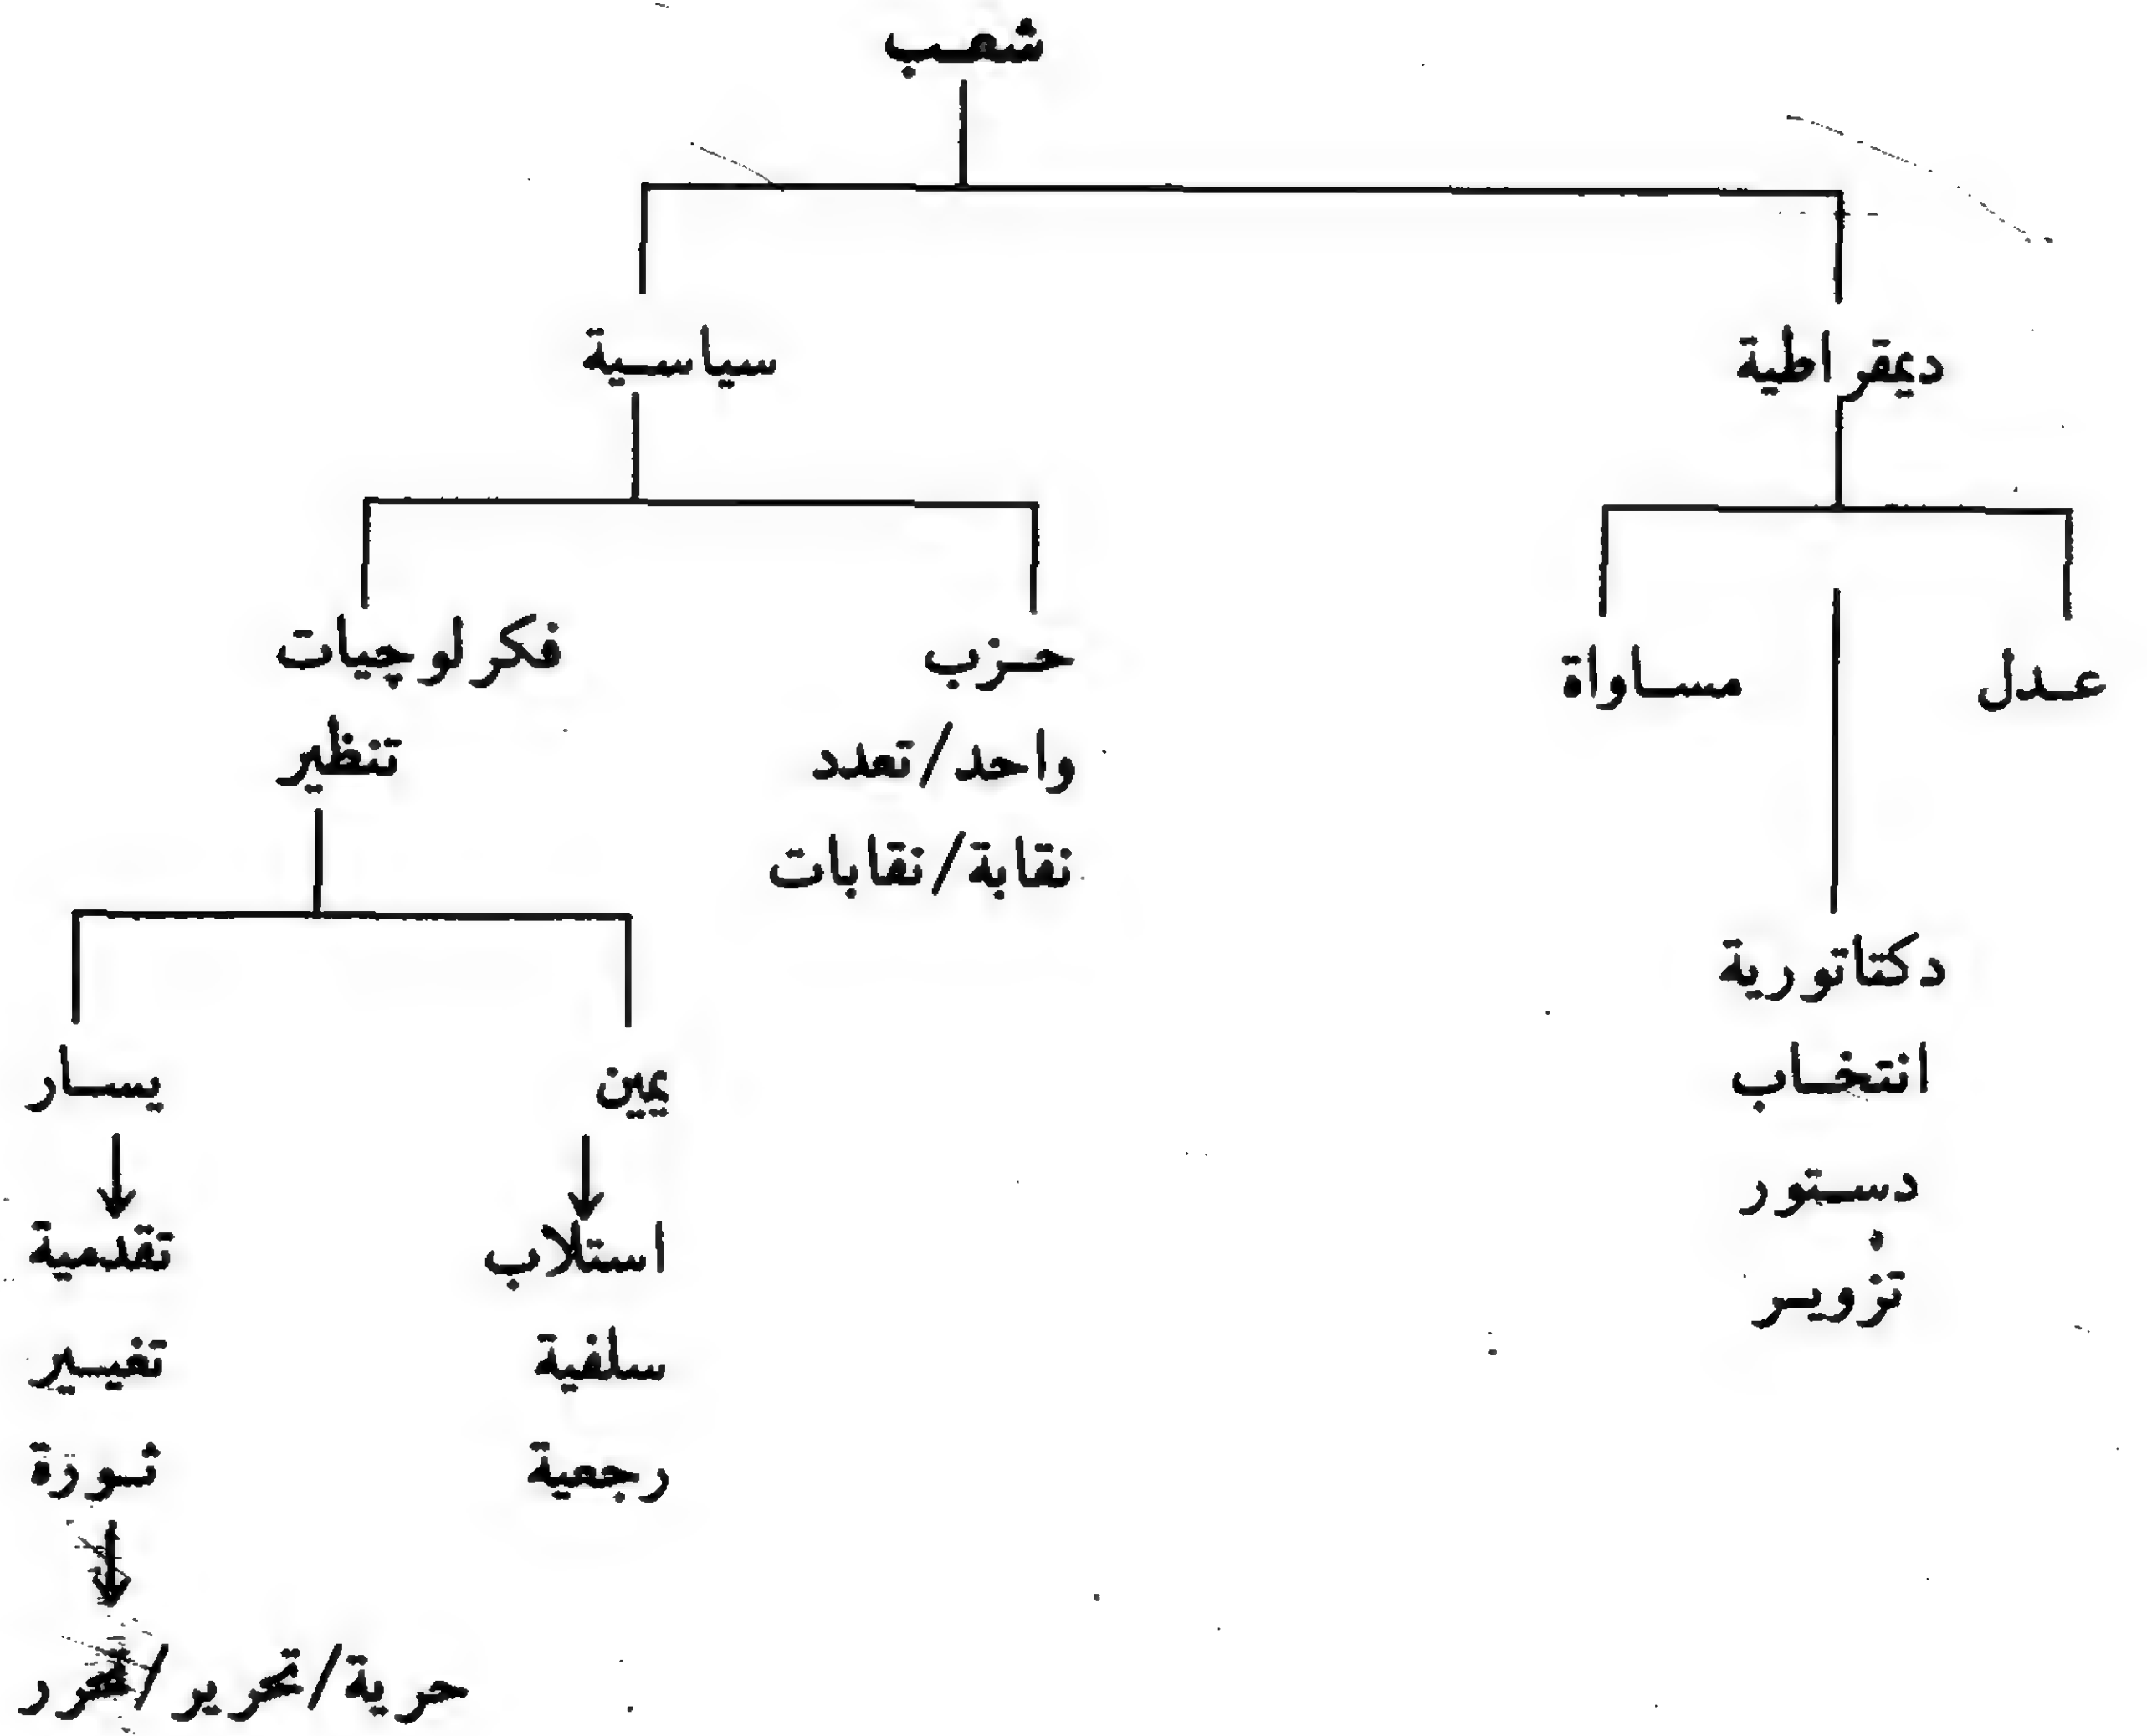 شعب
ديمقراطية
سياسية
عدل
مساواة
حزب
فكرلوچيات
واحد/تعدد
تنظير
نقابة/نقابات
دكتاتورية
انتخاب
يمين
يسار
دستور
استلاب
تقدمية
تزوير
سلفية
تغيير
رجعية
ثورة
حرية/تحرير/تحرر